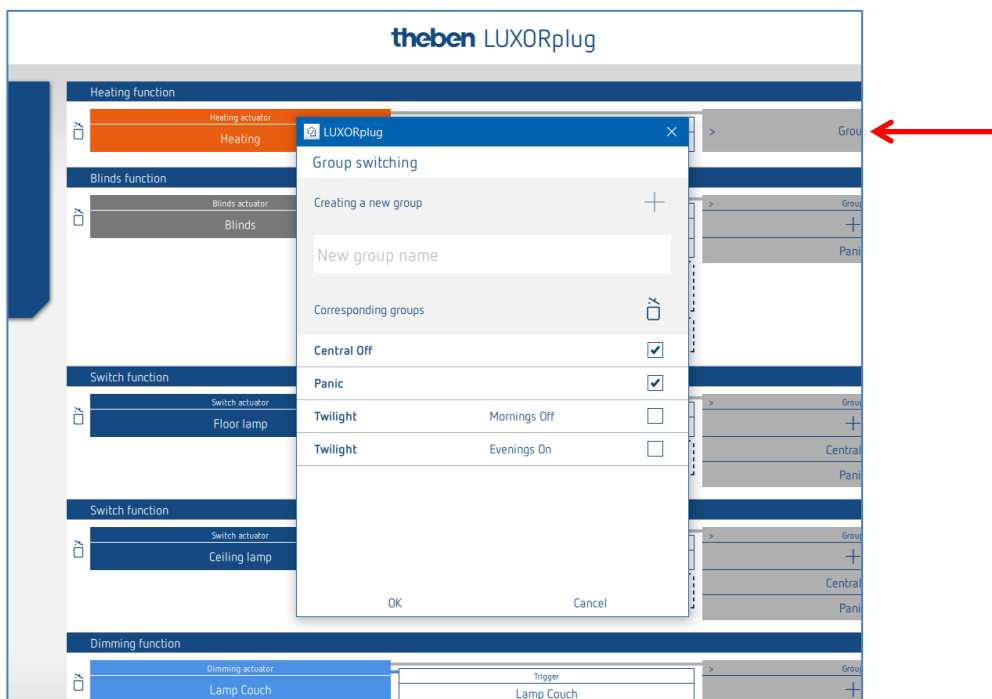 theben LUXORplug
Heating function
Heating actuator
Heating
> Grou
LUXORplug
Group switching
Creating a new group
New group name
Corresponding groups
Central Off
Panic
Twilight Mornings Off
Twilight Evenings On
OK Cancel
Blinds function
Blinds actuator
Blinds
> Group
+
Pani
Switch function
Switch actuator
Floor lamp
> Group
+
Central
Pani
Switch function
Switch actuator
Ceiling lamp
> Group
+
Central
Pani
Dimming function
Dimming actuator
Lamp Couch
Trigger
Lamp Couch
> Group
+